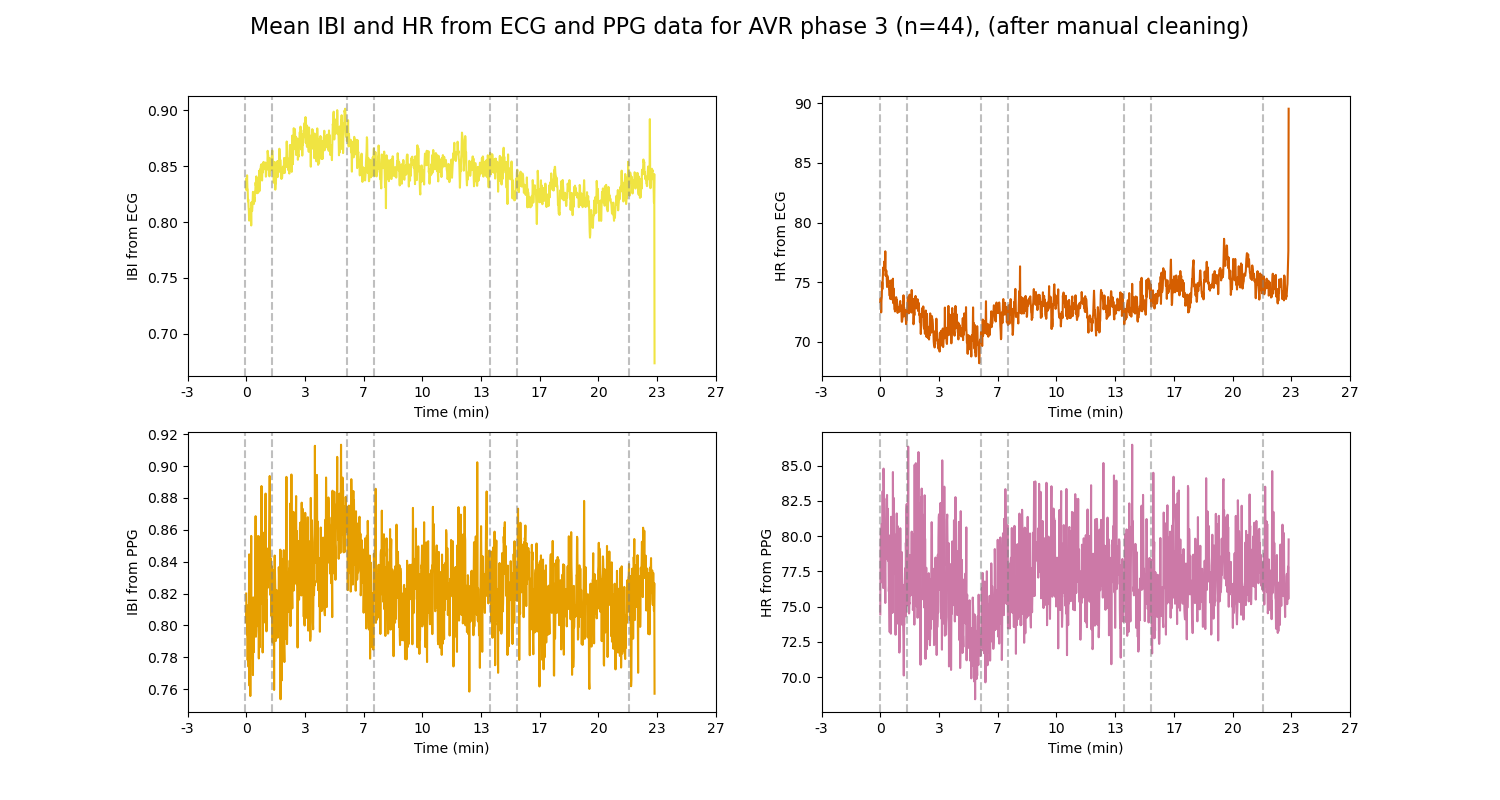 Mean IBI and HR from ECG and PPG data for AVR phase 3 (n=44), (after manual cleaning)
IBI from ECG
0.90
0.85
0.80
0.75
0.70
-3 0 3 7 10 13 17 20 23 27
Time (min)
HR from ECG
90
85
80
75
70
-3 0 3 7 10 13 17 20 23 27
Time (min)
IBI from PPG
0.92
0.90
0.88
0.86
0.84
0.82
0.80
0.78
0.76
-3 0 3 7 10 13 17 20 23 27
Time (min)
HR from PPG
85.0
82.5
80.0
77.5
75.0
72.5
70.0
-3 0 3 7 10 13 17 20 23 27
Time (min)